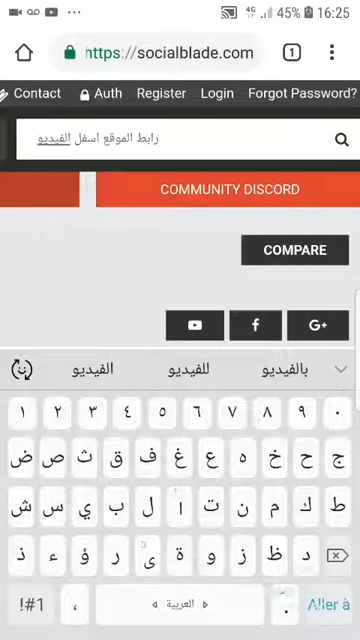 4G 45% 16:25
https://socialblade.com 1
Contact Auth Register Login Forgot Password?
رابط الموقع اسفل الفيديو
COMMUNITY DISCORD
COMPARE
f G+
الفيديو للفيديو بالفيديو
١ ٢ ٣ ٤ ٥ ٦ ٧ ٨ ٩ ٠
ض ص ث ق ف غ ع ه خ ح ج
ش س ي ب ل ا ت ن م ك ط
ذ ء ؤ ر ى ة و ز ظ د
!#1 ، العربية . Aller à